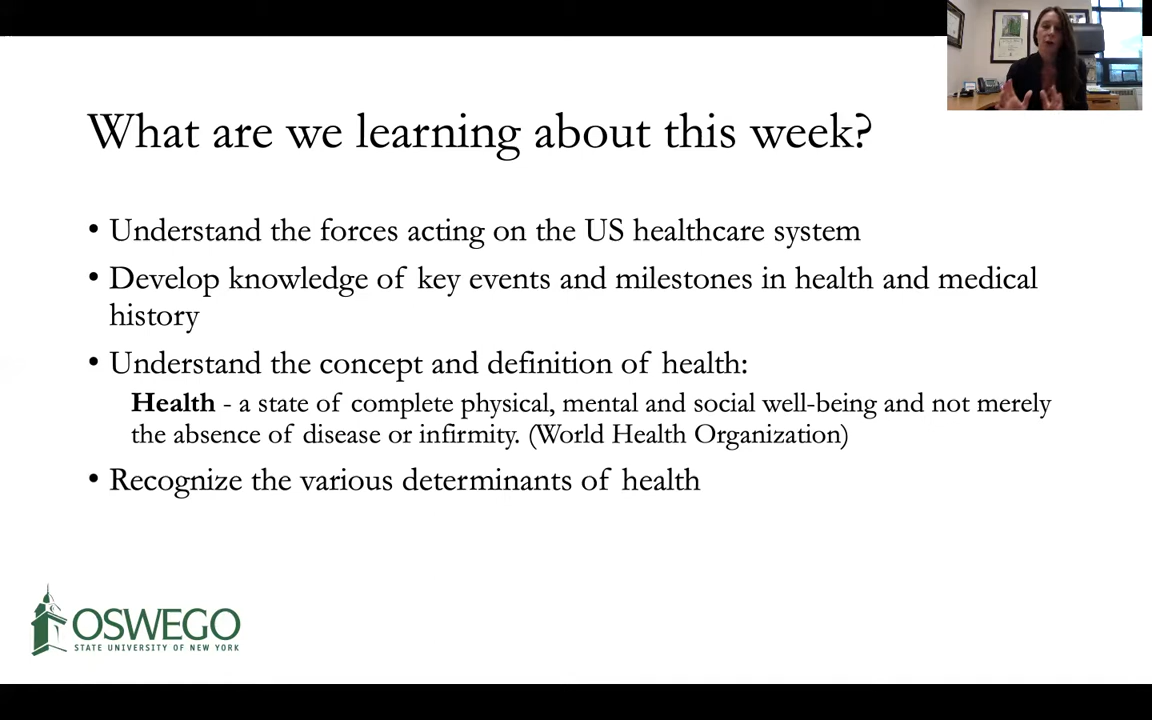 What are we learning about this week?
• Understand the forces acting on the US healthcare system
• Develop knowledge of key events and milestones in health and medical
history
• Understand the concept and definition of health:
Health - a state of complete physical, mental and social well-being and not merely
the absence of disease or infirmity. (World Health Organization)
• Recognize the various determinants of health
OSWEGO
STATE UNIVERSITY OF NEW YORK